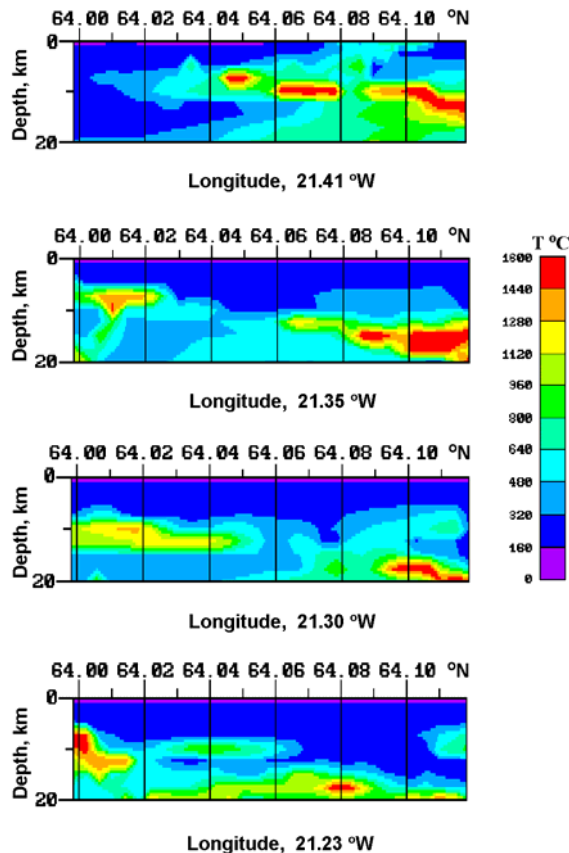 64.00 64.02 64.04 64.06 64.08 64.10 °N
0
Depth, km
20
Longitude, 21.41 °W
64.00 64.02 64.04 64.06 64.08 64.10 °N
0
Depth, km
20
Longitude, 21.35 °W
T °C
1600
1440
1280
1120
960
800
640
480
320
160
0
64.00 64.02 64.04 64.06 64.08 64.10 °N
0
Depth, km
20
Longitude, 21.30 °W
64.00 64.02 64.04 64.06 64.08 64.10 °N
0
Depth, km
20
Longitude, 21.23 °W